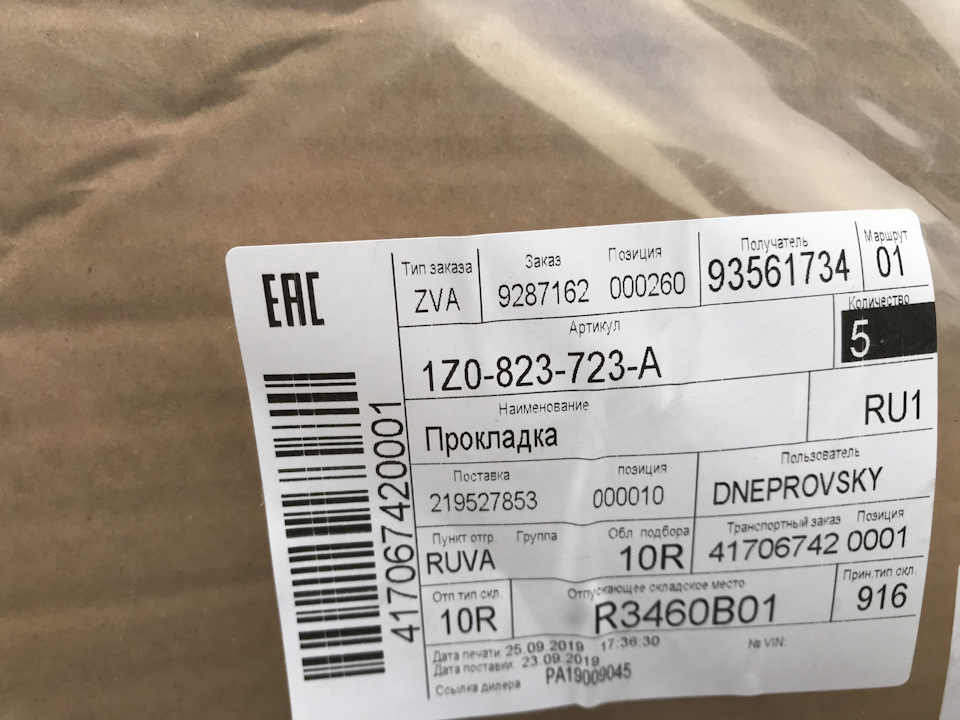 EAC
Тип заказа Заказ Позиция Получатель Маршрут
ZVA 9287162 000260 93561734 01
Артикул Количество
1Z0-823-723-A 5
Наименование
Прокладка RU1
Поставка позиция Пользователь
219527853 000010 DNEPROVSKY
Пункт отгр. Группа Обл подбора Транспортный заказ Позиция
RUVA 10R 41706742 0001
Отп.тип скл. Отпускающее складское место Прин.тип скл.
10R R3460B01 916
Дата печати 25.09.2019 17:36:30 № VIN:
Дата поставки: 23.09.2019
Ссылка дилера PA19009045
417067420001